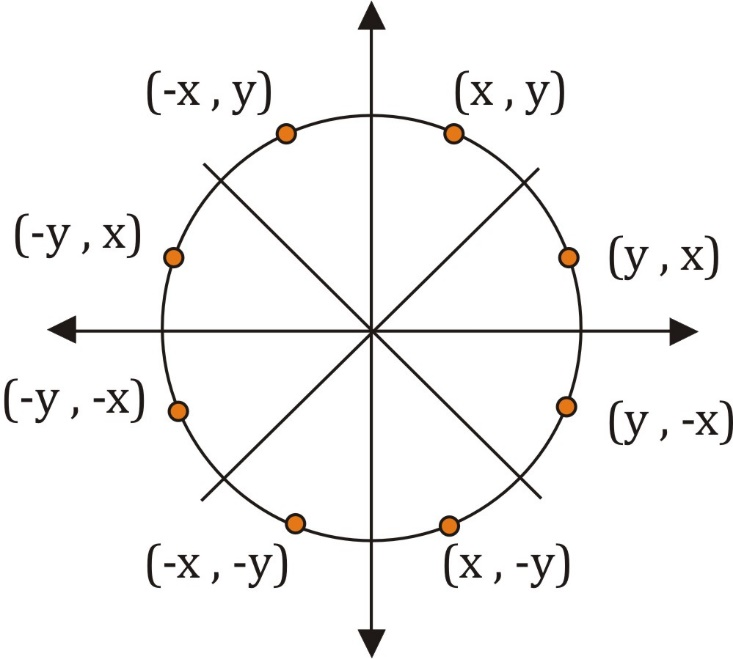 (-x , y)
(x , y)
(-y , x)
(y , x)
(-y , -x)
(y , -x)
(-x , -y)
(x , -y)